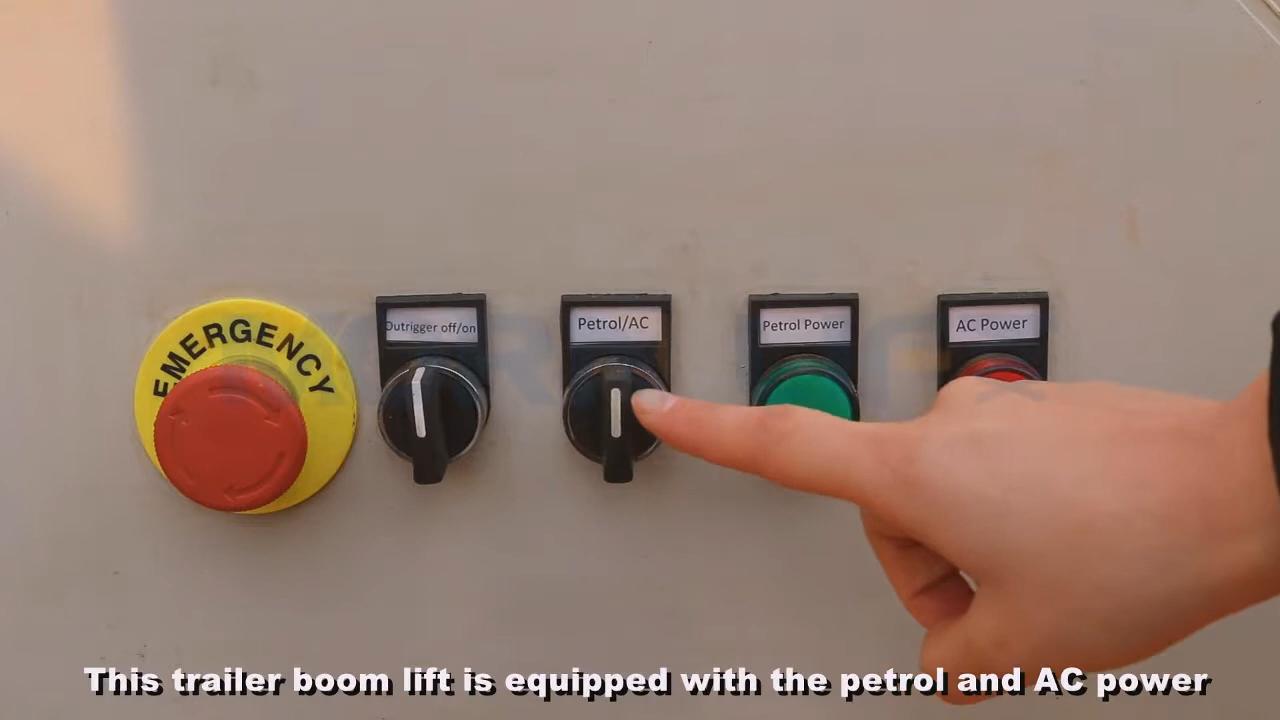 EMERGENCY
Outrigger off/on
Petrol/AC
Petrol Power
AC Power
This trailer boom lift is equipped with the petrol and AC power